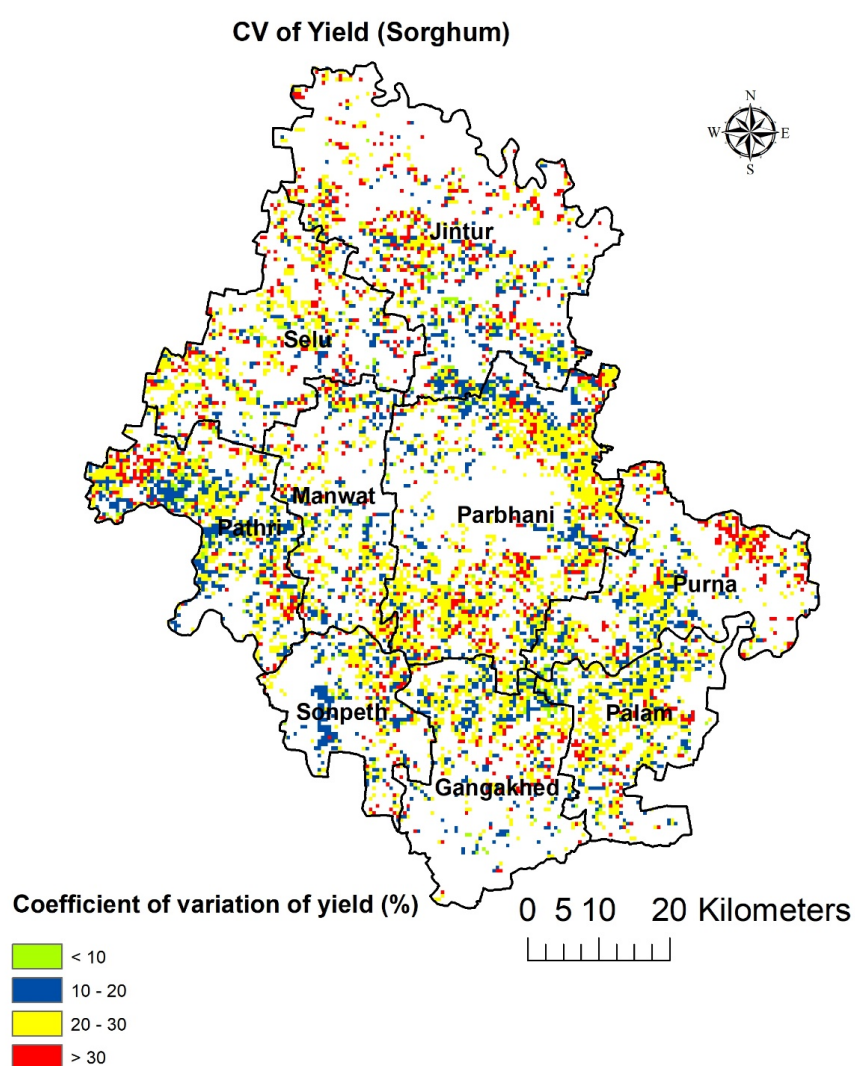 CV of Yield (Sorghum)
N
W E
S
Jintur
Selu
Manwat
Parbhani
Pathri
Purna
Sonpeth
Palam
Gangakhed
Coefficient of variation of yield (%)
0 5 10 20 Kilometers
< 10
10 - 20
20 - 30
> 30